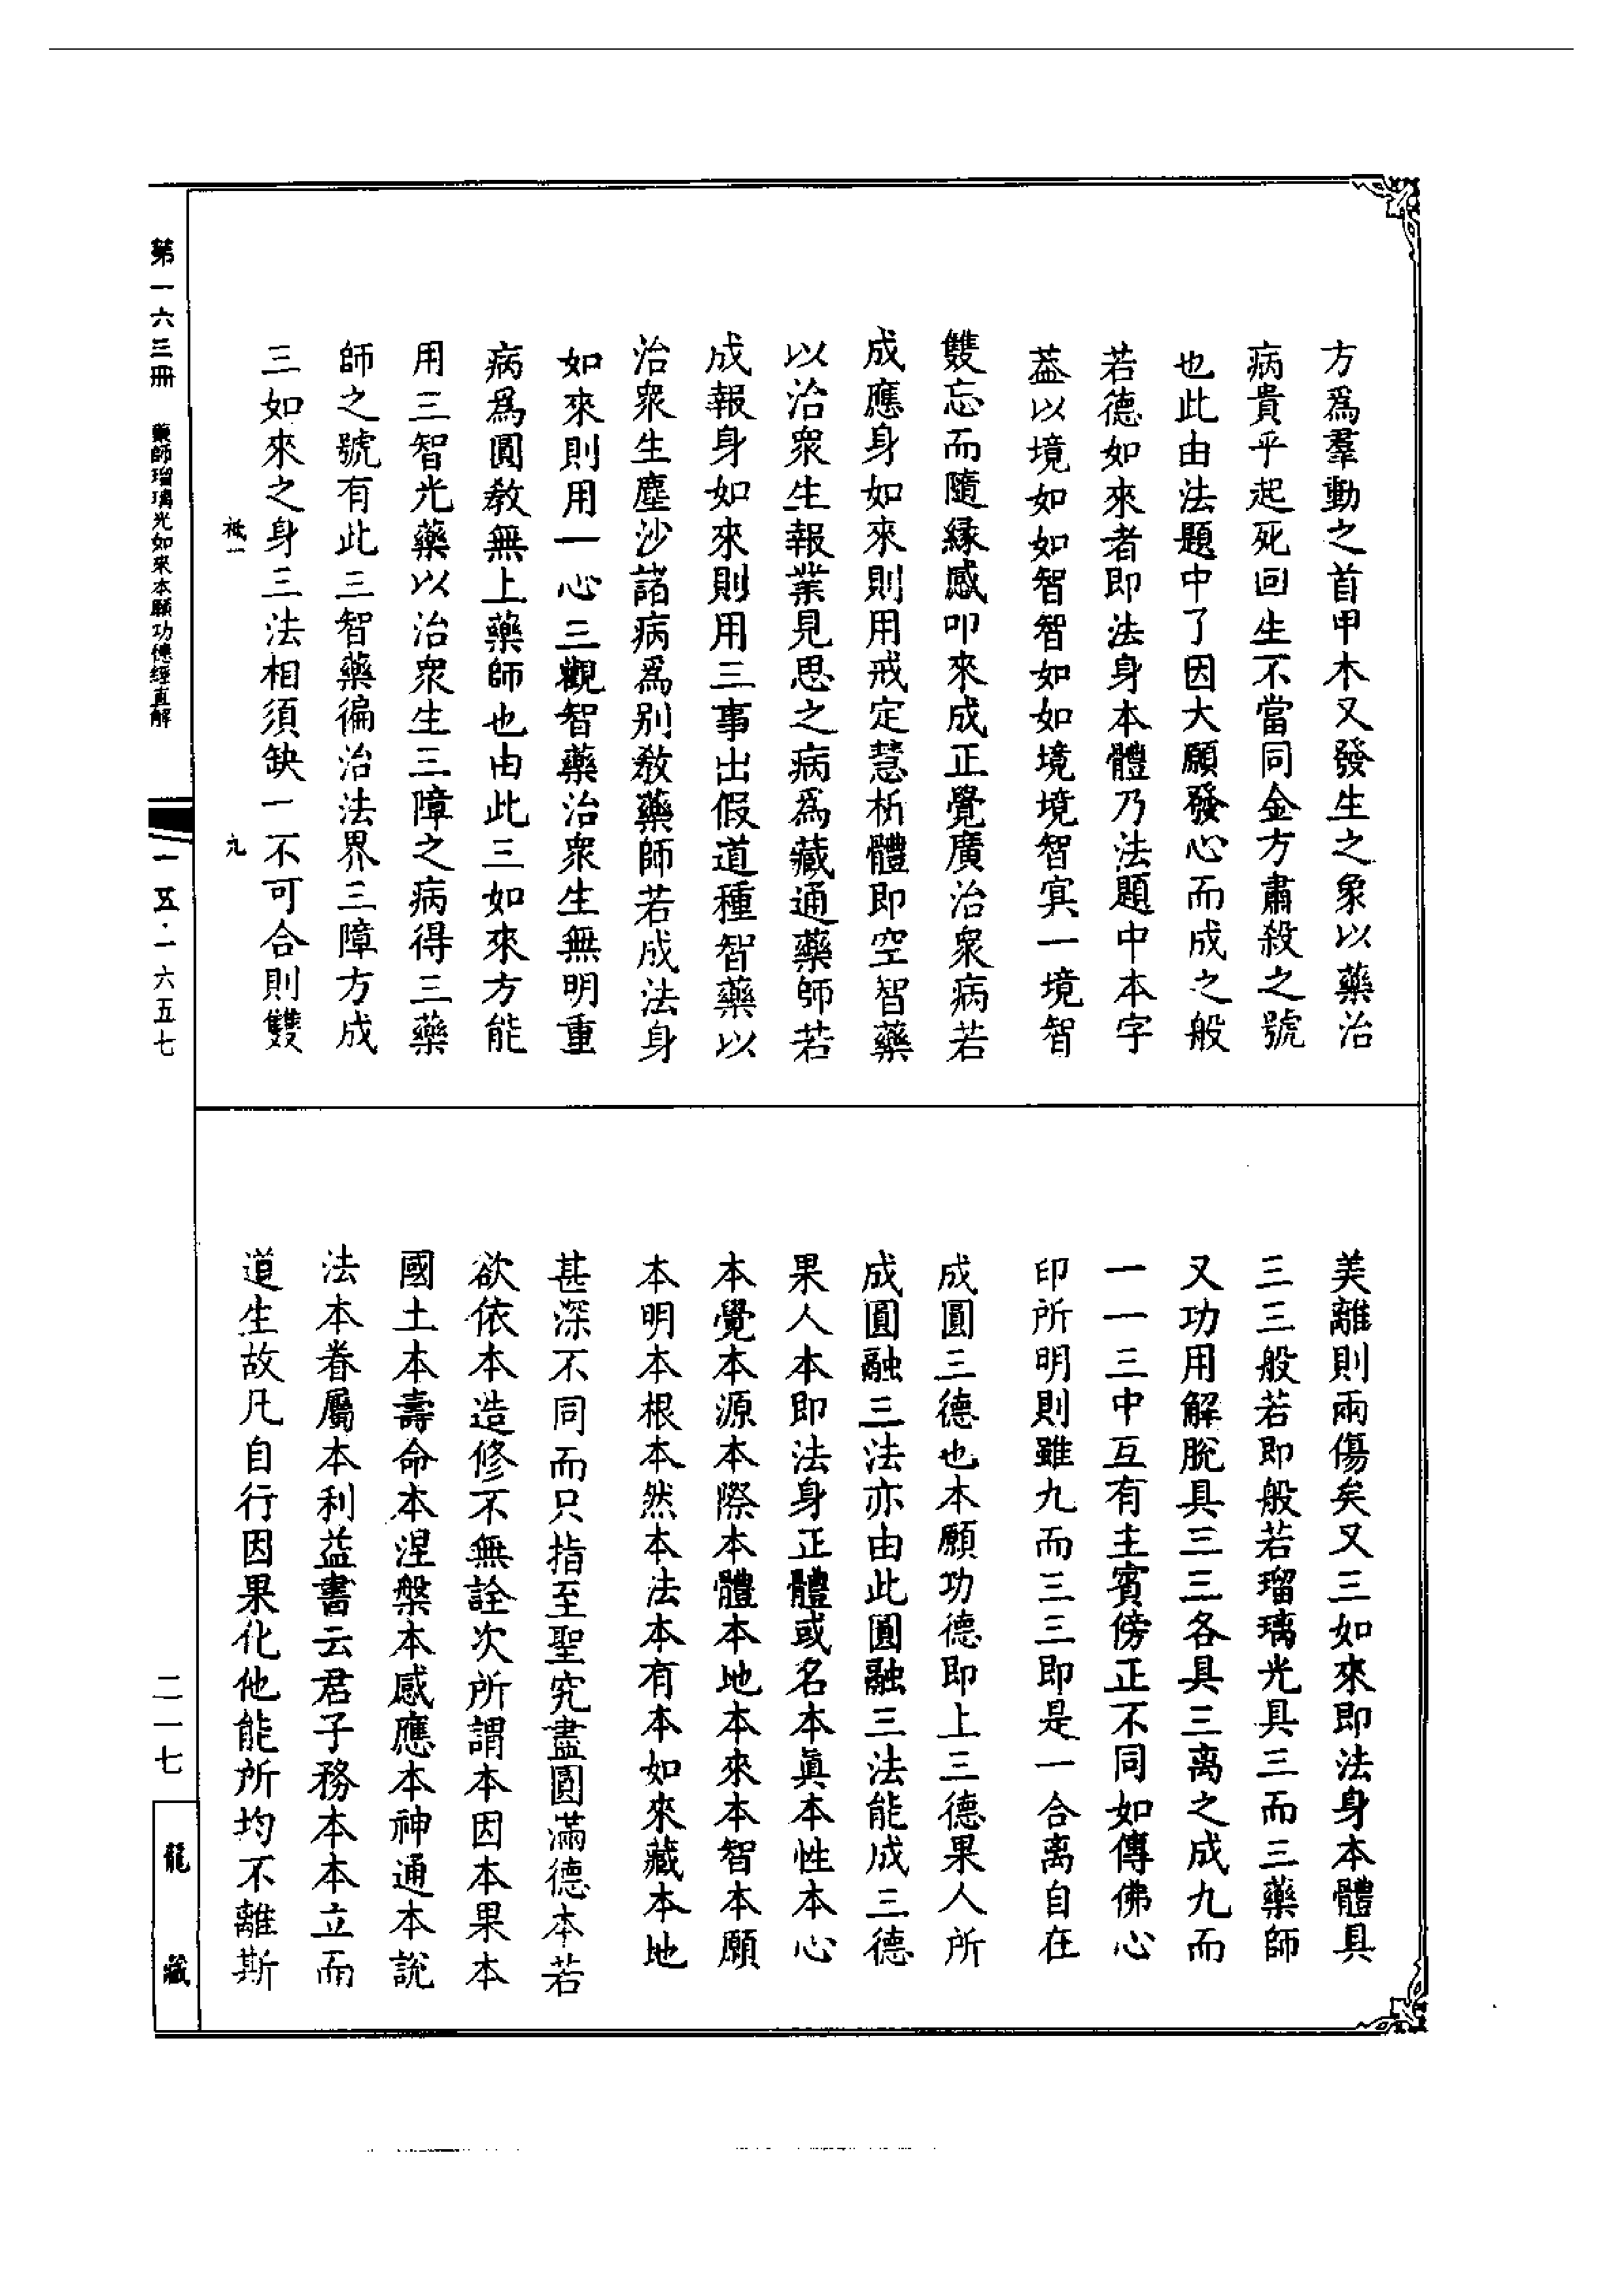 方爲羣動之首甲木又發生之象以藥治
病貴乎起死回生不當同金方肅殺之號
也此由法題中了因大願發心而成之般
若德如來者即法身本體乃法題中本字
葢以境如如智智如如境境智冥一境智
雙忘而隨緣感叩來成正覺廣治衆病若
成應身如來則用戒定慧析體即空智藥
以治衆生報業見思之病爲藏通藥師若
成報身如來則用三事出假道種智藥以
治衆生塵沙諸病爲別敎藥師若成法身
如來則用一心三觀智藥治衆生無明重
病爲圓敎無上藥師也由此三如來方能
用三智光藥以治衆生三障之病得三藥
師之號有此三智藥徧治法界三障方成
三如來之身三法相須缺一不可合則雙
祗一
九
美離則兩傷矣又三如來即法身本體具
三三般若即般若瑠璃光具三而三藥師
又功用解脫具三三各具三离之成九而
一一三中互有主賓傍正不同如傳佛心
印所明則雖九而三三即是一合离自在
成圓三德也本願功德即上三德果人所
成圓融三法亦由此圓融三法能成三德
果人本即法身正體或名本眞本性本心
本覺本源本際本體本地本來本智本願
本明本根本然本法本有本如來藏本地
甚深不同而只指至聖究盡圓滿德本若
欲依本造修不無詮次所謂本因本果本
國土本壽命本涅槃本感應本神通本說
法本眷屬本利益書云君子務本本立而
道生故凡自行因果化他能所均不離斯
第一六三冊 藥師瑠璃光如來本願功德經直解
一五·一六五七
二一七
龍藏